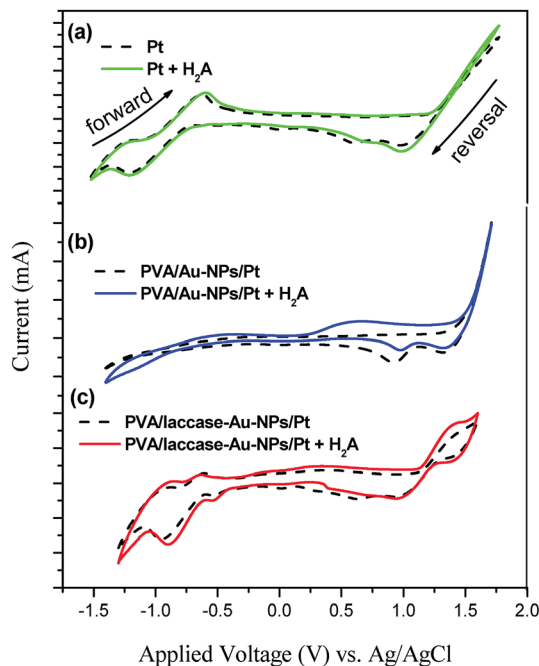 (a)
Pt
Pt + H₂A
forward
reversal
(b)
PVA/Au-NPs/Pt
PVA/Au-NPs/Pt + H₂A
(c)
PVA/laccase-Au-NPs/Pt
PVA/laccase-Au-NPs/Pt + H₂A
Current (mA)
-1.5 -1.0 -0.5 0.0 0.5 1.0 1.5 2.0
Applied Voltage (V) vs. Ag/AgCl